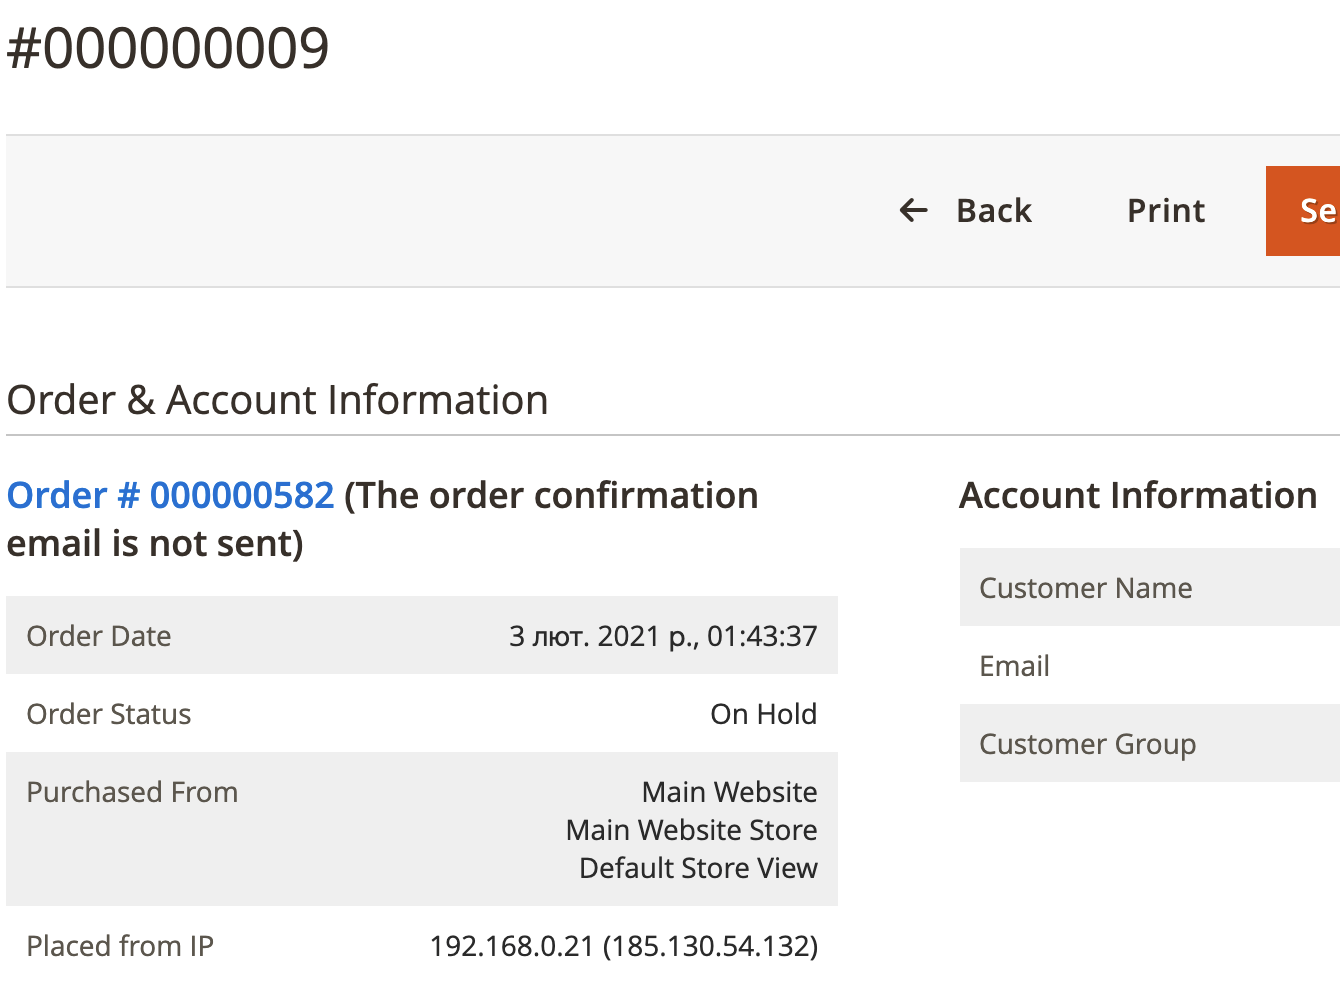 #000000009
Back
Print
Se
Order & Account Information
Order # 000000582 (The order confirmation
email is not sent)
Order Date 3 лют. 2021 р., 01:43:37
Order Status On Hold
Purchased From Main Website
Main Website Store
Default Store View
Placed from IP 192.168.0.21 (185.130.54.132)
Account Information
Customer Name
Email
Customer Group